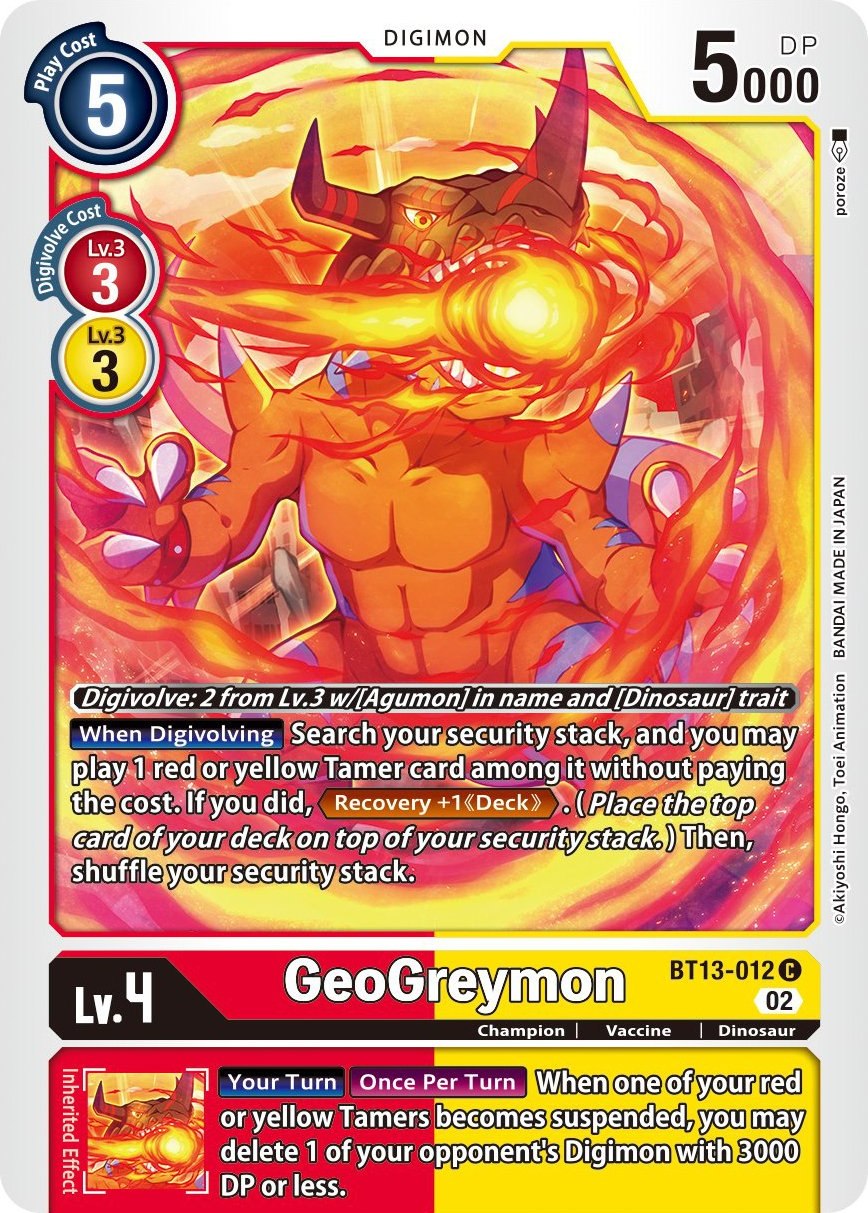 DIGIMON
Play Cost
5
DP
5000
poroze
Digivolve Cost
Lv.3
3
Lv.3
3
©Akiyoshi Hongo, Toei Animation BANDAI MADE IN JAPAN
Digivolve: 2 from Lv.3 w/[Agumon] in name and [Dinosaur] trait
When Digivolving Search your security stack, and you may
play 1 red or yellow Tamer card among it without paying
the cost. If you did, Recovery +1《Deck》. (Place the top
card of your deck on top of your security stack.) Then,
shuffle your security stack.
Lv.4
GeoGreymon
BT13-012 C
02
Champion | Vaccine | Dinosaur
Inherited Effect
Your Turn Once Per Turn When one of your red
or yellow Tamers becomes suspended, you may
delete 1 of your opponent's Digimon with 3000
DP or less.